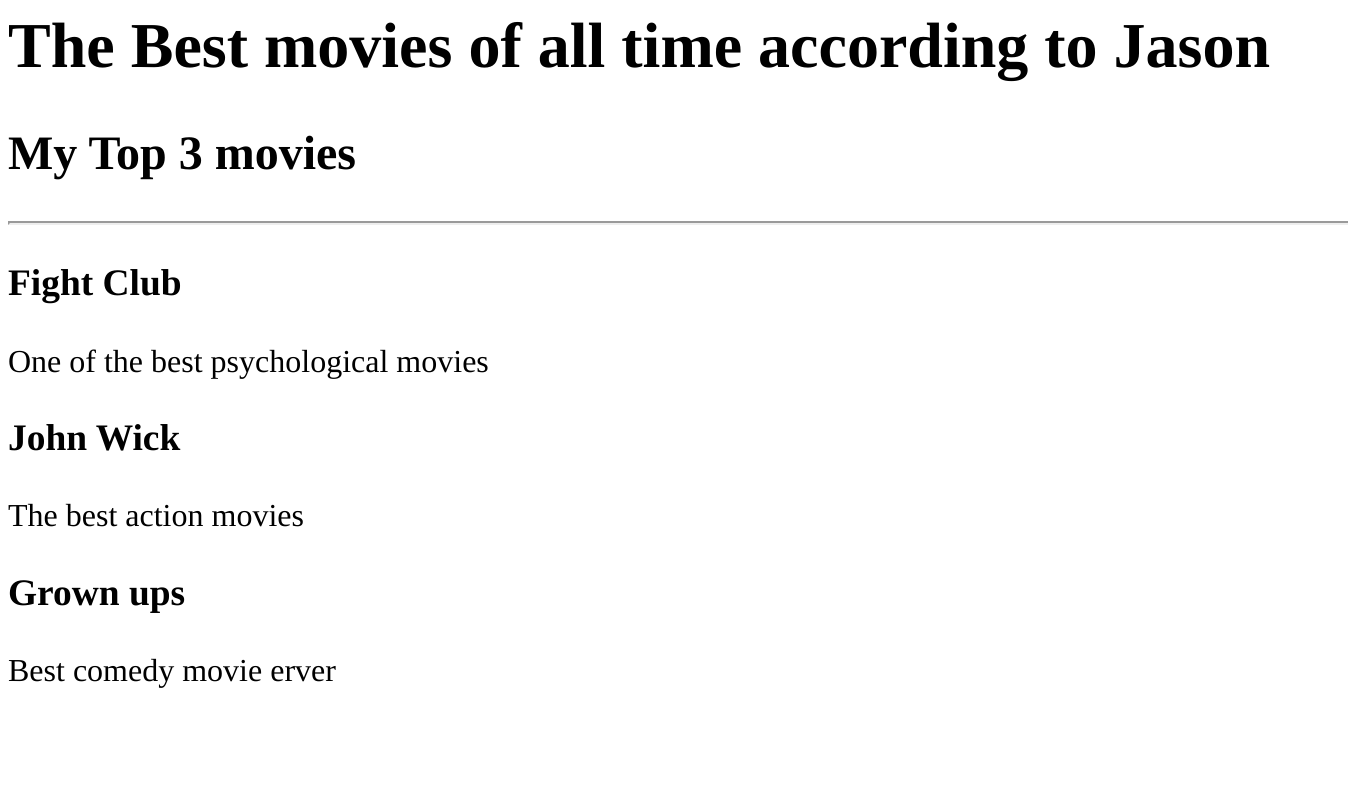 The Best movies of all time according to Jason
My Top 3 movies
Fight Club
One of the best psychological movies
John Wick
The best action movies
Grown ups
Best comedy movie erver